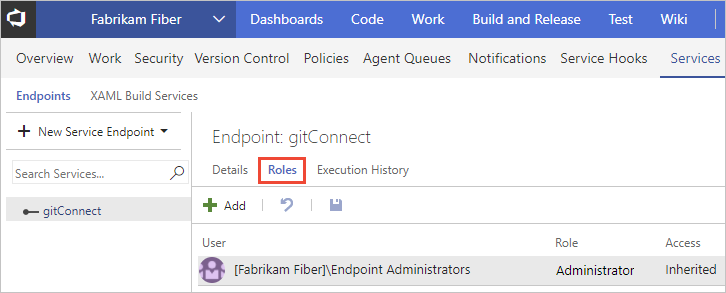 Fabrikam Fiber Dashboards Code Work Build and Release Test Wiki
Overview Work Security Version Control Policies Agent Queues Notifications Service Hooks Services
Endpoints XAML Build Services
New Service Endpoint
Endpoint: gitConnect
Search Services...
Details Roles Execution History
gitConnect
Add
User Role Access
[Fabrikam Fiber]\Endpoint Administrators Administrator Inherited